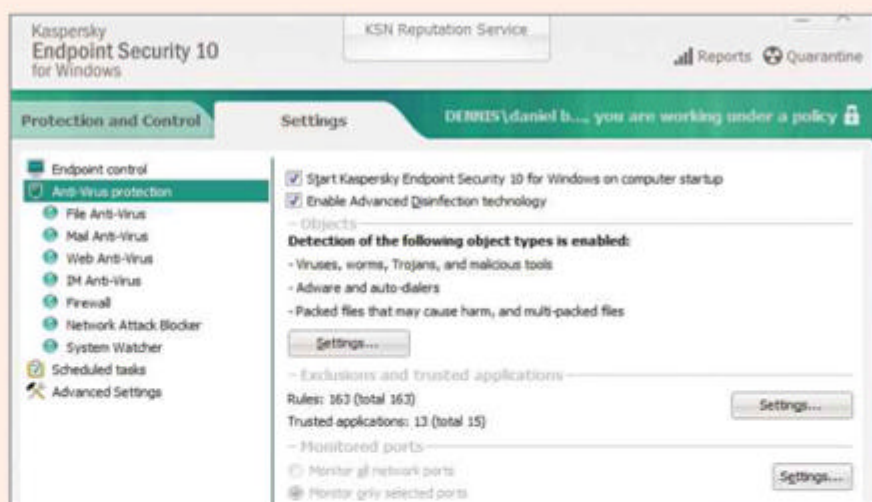 Kaspersky
Endpoint Security 10
for Windows
KSN Reputation Service
Reports
Quarantine
Protection and Control
Settings
DENNIS\daniel b..., you are working under a policy
Endpoint control
Anti-Virus protection
File Anti-Virus
Mail Anti-Virus
Web Anti-Virus
IM Anti-Virus
Firewall
Network Attack Blocker
System Watcher
Scheduled tasks
Advanced Settings
Start Kaspersky Endpoint Security 10 for Windows on computer startup
Enable Advanced Disinfection technology
Objects
Detection of the following object types is enabled:
- Viruses, worms, Trojans, and malicious tools
- Adware and auto-dialers
- Packed files that may cause harm, and multi-packed files
Settings...
Exclusions and trusted applications
Rules: 163 (total 163)
Settings...
Trusted applications: 13 (total 15)
Monitored ports
Monitor all network ports
Settings...
Monitor only selected ports